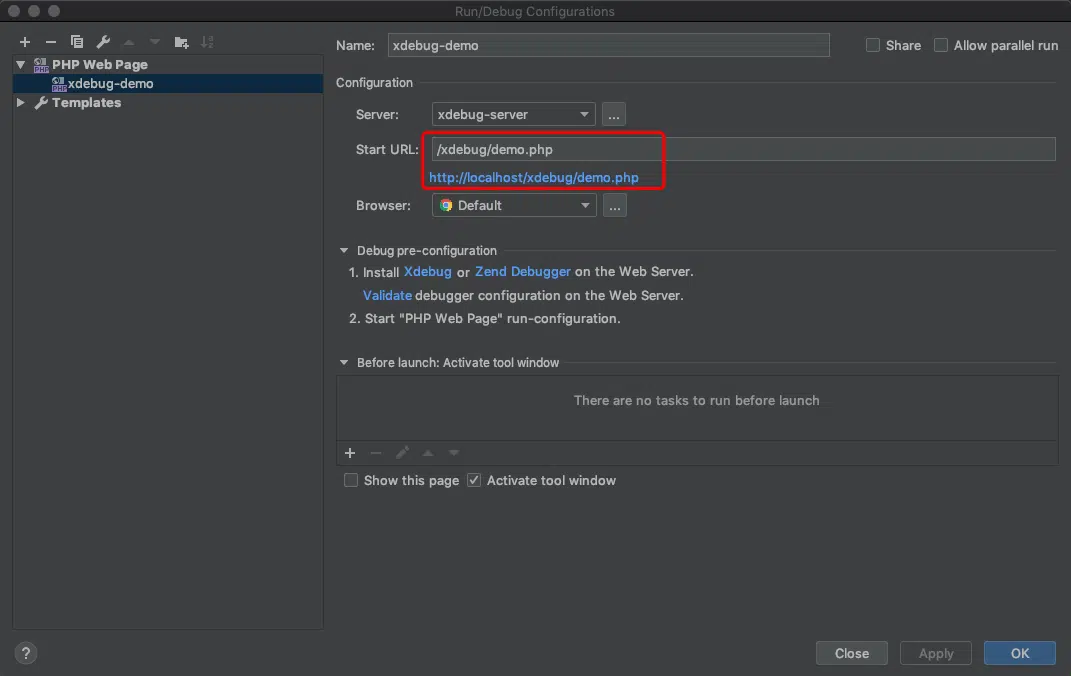 Run/Debug Configurations
Name: xdebug-demo Share Allow parallel run
PHP Web Page
xdebug-demo
Templates
Configuration
Server: xdebug-server ...
Start URL: /xdebug/demo.php
http://localhost/xdebug/demo.php
Browser: Default ...
Debug pre-configuration
1. Install Xdebug or Zend Debugger on the Web Server.
Validate debugger configuration on the Web Server.
2. Start "PHP Web Page" run-configuration.
Before launch: Activate tool window
There are no tasks to run before launch
Show this page Activate tool window
? Close Apply OK